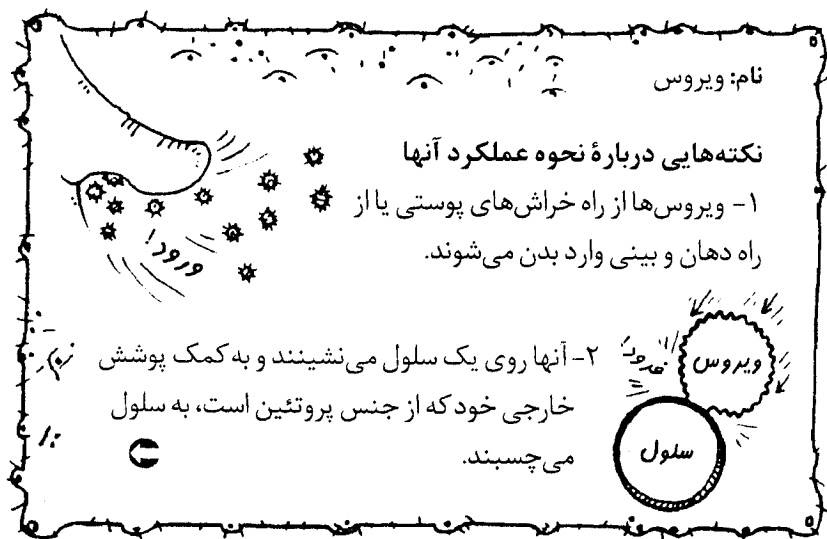 نام: ویروس
نکته‌هایی دربارهٔ نحوه عملکرد آنها
۱- ویروس‌ها از راه خراش‌های پوستی یا از
راه دهان و بینی وارد بدن می‌شوند.
ورود!
۲- آنها روی یک سلول می‌نشینند و به کمک پوشش
خارجی خود که از جنس پروتئین است، به سلول
می‌چسبند.
ویروس
سلول